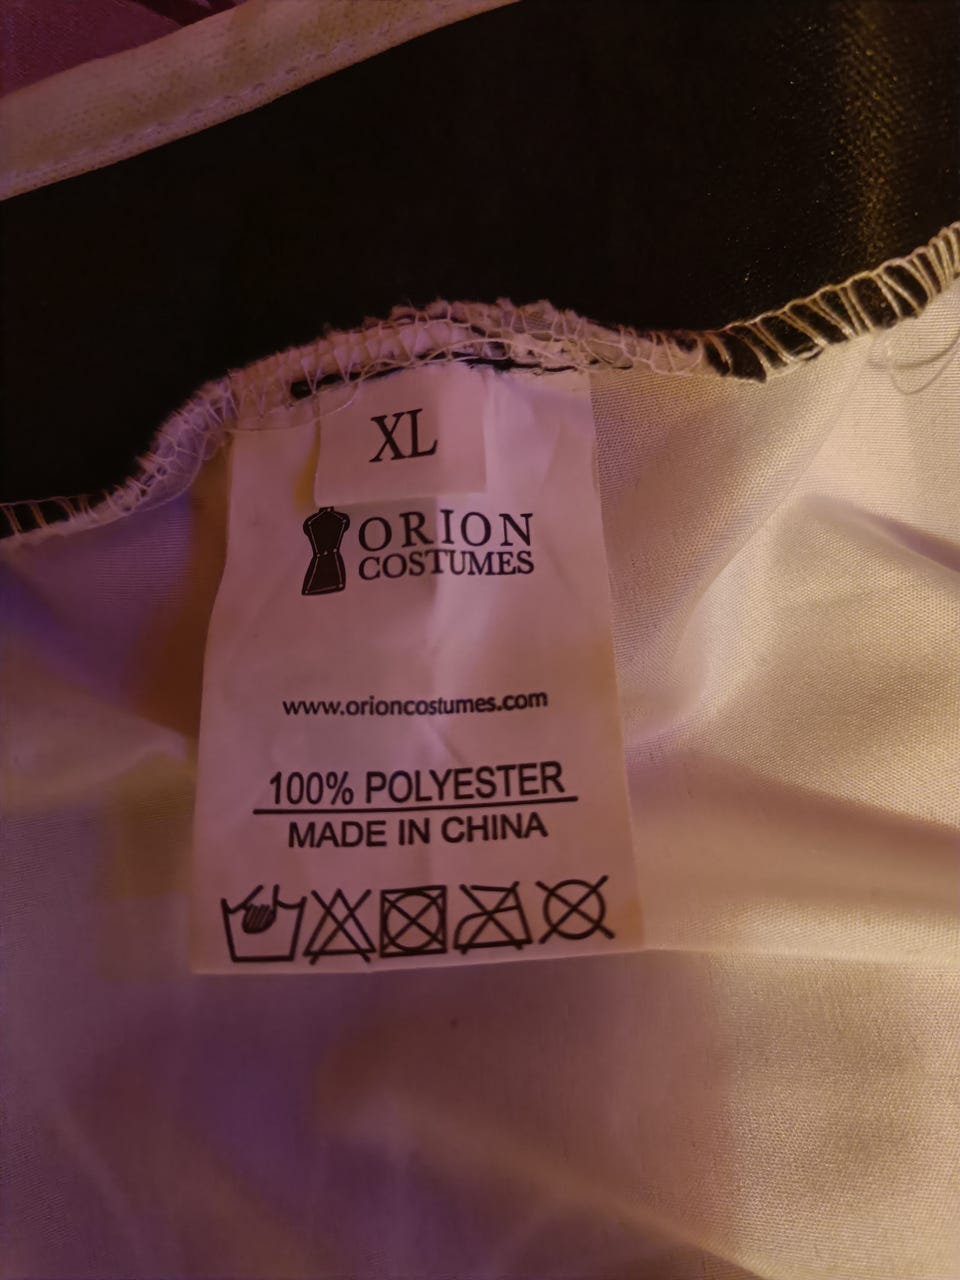 XL
ORION
COSTUMES
www.orioncostumes.com
100% POLYESTER
MADE IN CHINA